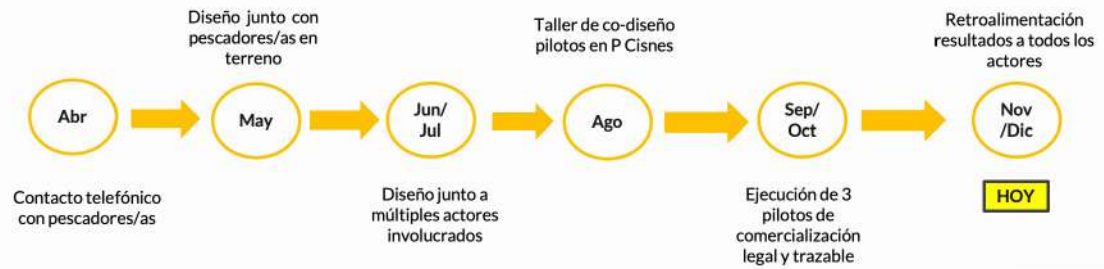 Diseño junto con
pescadores/as en
terreno
Taller de co-diseño
pilotos en P Cisnes
Retroalimentación
resultados a todos los
actores
Abr
May
Jun/
Jul
Ago
Sep/
Oct
Nov
/Dic
Contacto telefónico
con pescadores/as
Diseño junto a
múltiples actores
involucrados
Ejecución de 3
pilotos de
comercialización
legal y trazable
HOY